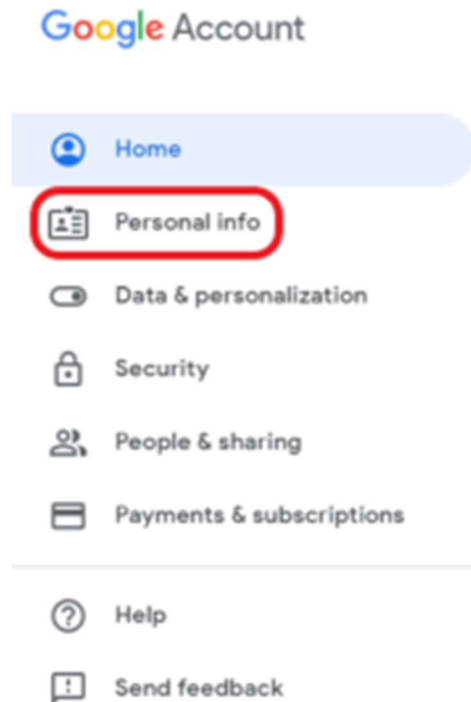 Google Account
Home
Personal info
Data & personalization
Security
People & sharing
Payments & subscriptions
Help
Send feedback